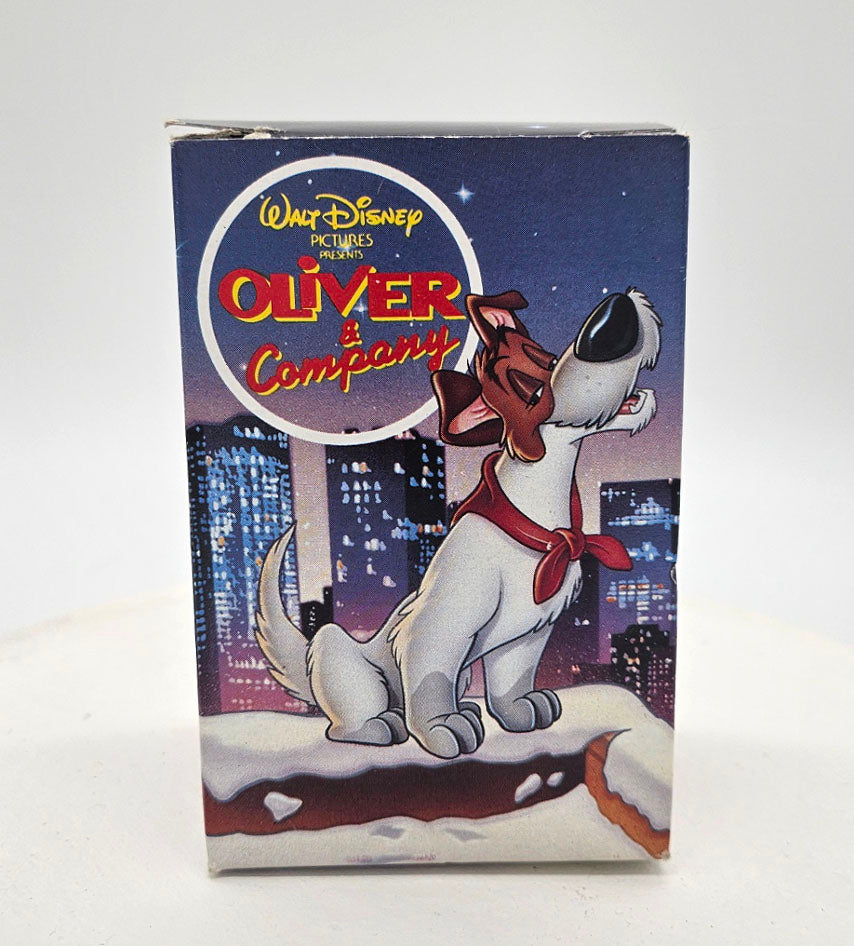 WALT DISNEY
PICTURES
PRESENTS
OLiVER
&
Company